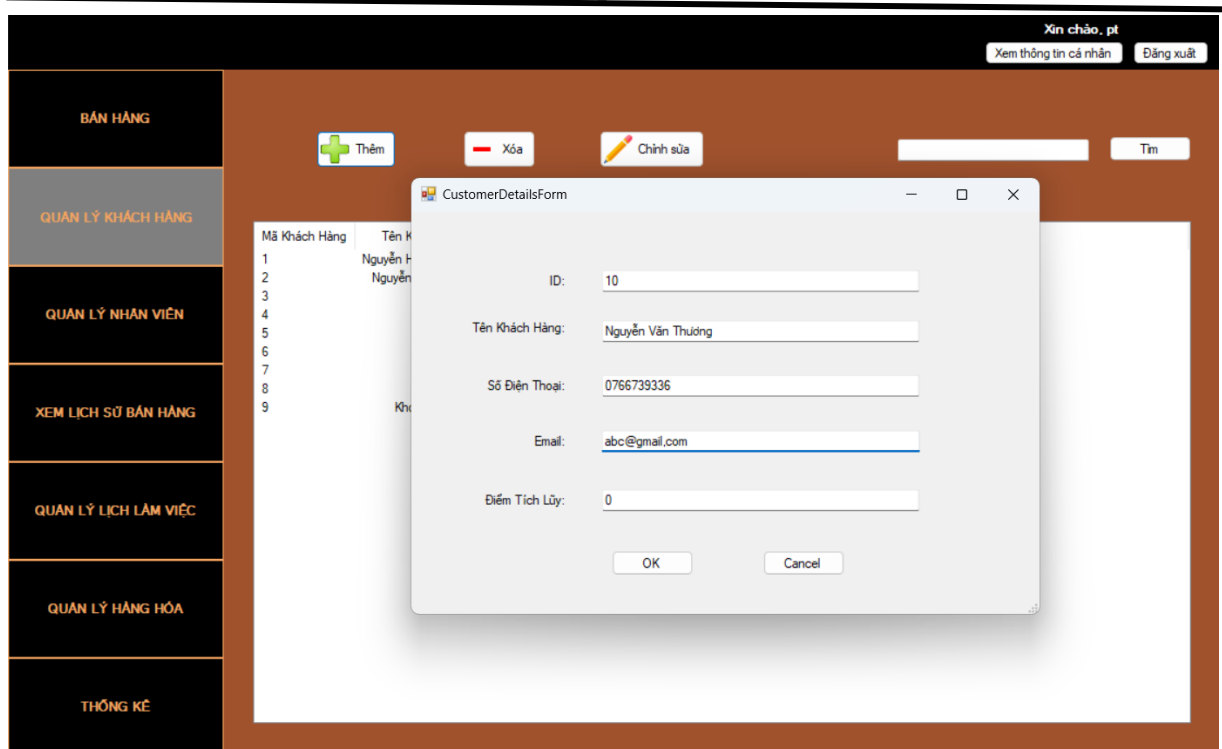 Xin chào, pt
Xem thông tin cá nhân
Đăng xuất
BÁN HÀNG
QUẢN LÝ KHÁCH HÀNG
QUẢN LÝ NHÂN VIÊN
XEM LỊCH SỬ BÁN HÀNG
QUẢN LÝ LỊCH LÀM VIỆC
QUẢN LÝ HÀNG HÓA
THỐNG KÊ
Thêm
Xóa
Chỉnh sửa
Tìm
Mã Khách Hàng
Tên K
1 Nguyễn H
2 Nguyễn
3
4
5
6
7
8
9 Kho
CustomerDetailsForm
ID: 10
Tên Khách Hàng: Nguyễn Văn Thương
Số Điện Thoại: 0766739336
Email: abc@gmail,com
Điểm Tích Lũy: 0
OK
Cancel